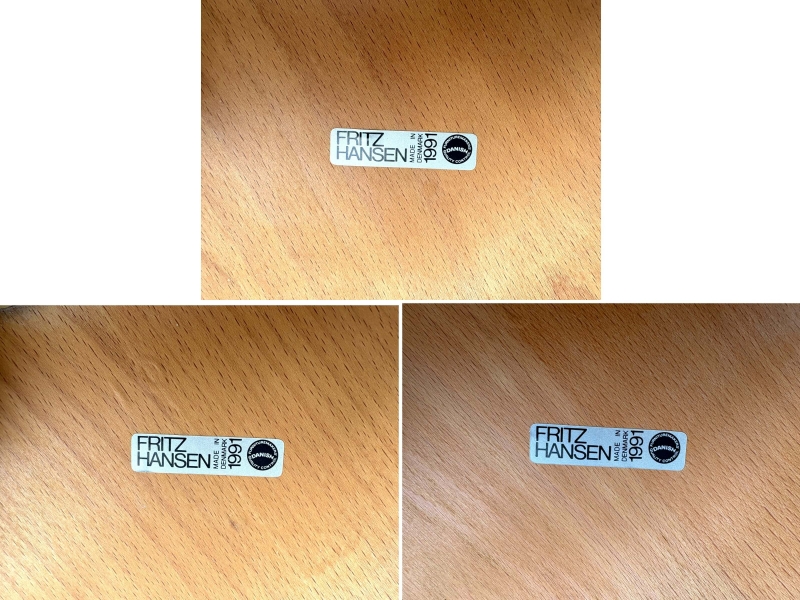 FRITZ
HANSEN
MADE IN
DENMARK
1991
DANISH
FRITZ
HANSEN
MADE IN
DENMARK
1991
DANISH
FRITZ
HANSEN
MADE IN
DENMARK
1991
DANISH